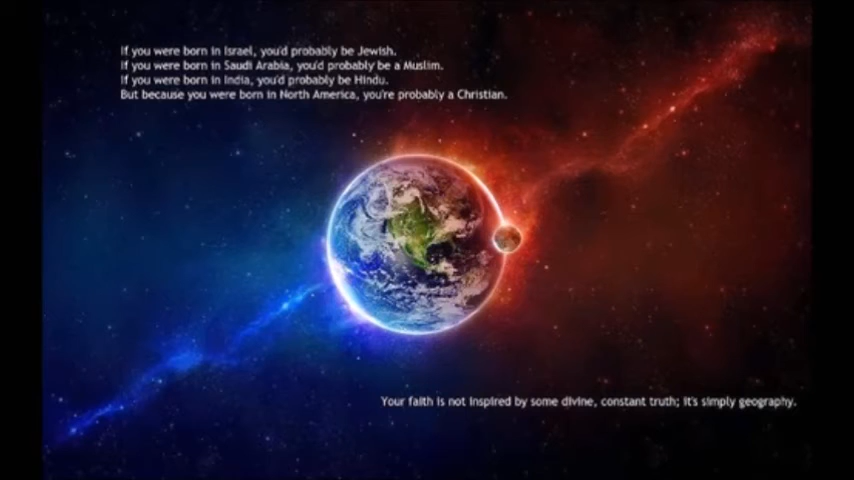 If you were born in Israel, you'd probably be Jewish.
If you were born in Saudi Arabia, you'd probably be a Muslim.
If you were born in India, you'd probably be Hindu.
But because you were born in North America, you're probably a Christian.
Your faith is not inspired by some divine, constant truth; it's simply geography.